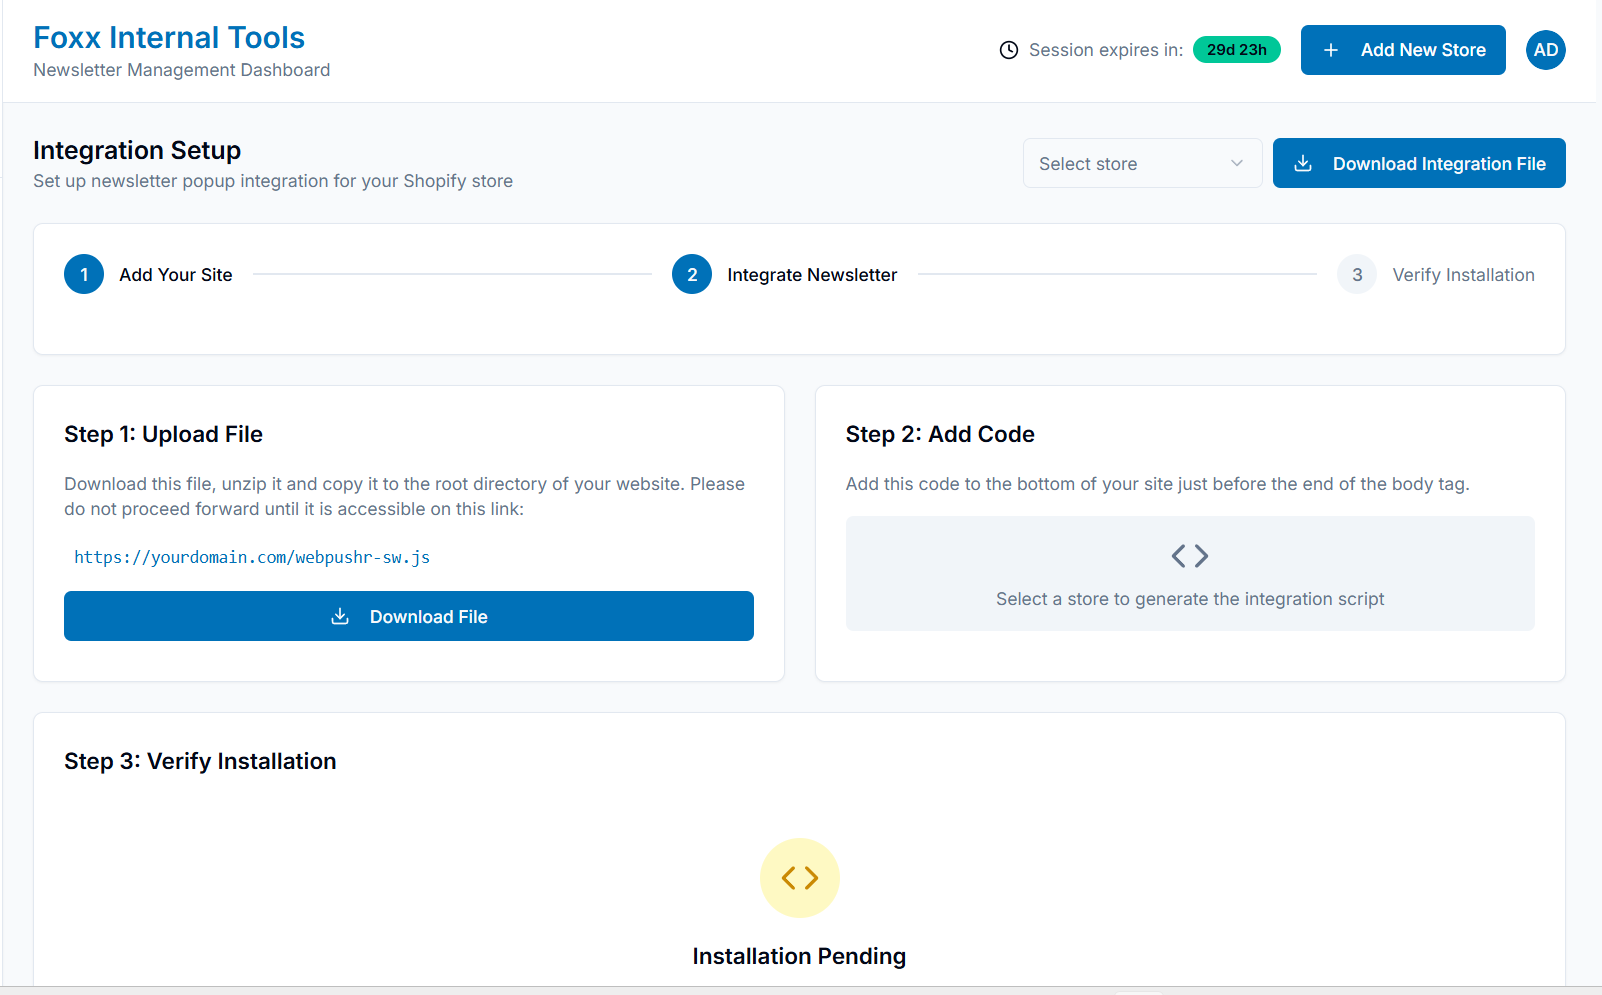 Foxx Internal Tools
Newsletter Management Dashboard
Session expires in: 29d 23h
Add New Store
AD
Integration Setup
Set up newsletter popup integration for your Shopify store
Select store
Download Integration File
1 Add Your Site
2 Integrate Newsletter
3 Verify Installation
Step 1: Upload File
Download this file, unzip it and copy it to the root directory of your website. Please
do not proceed forward until it is accessible on this link:
https://yourdomain.com/webpushr-sw.js
Download File
Step 2: Add Code
Add this code to the bottom of your site just before the end of the body tag.
Select a store to generate the integration script
Step 3: Verify Installation
Installation Pending